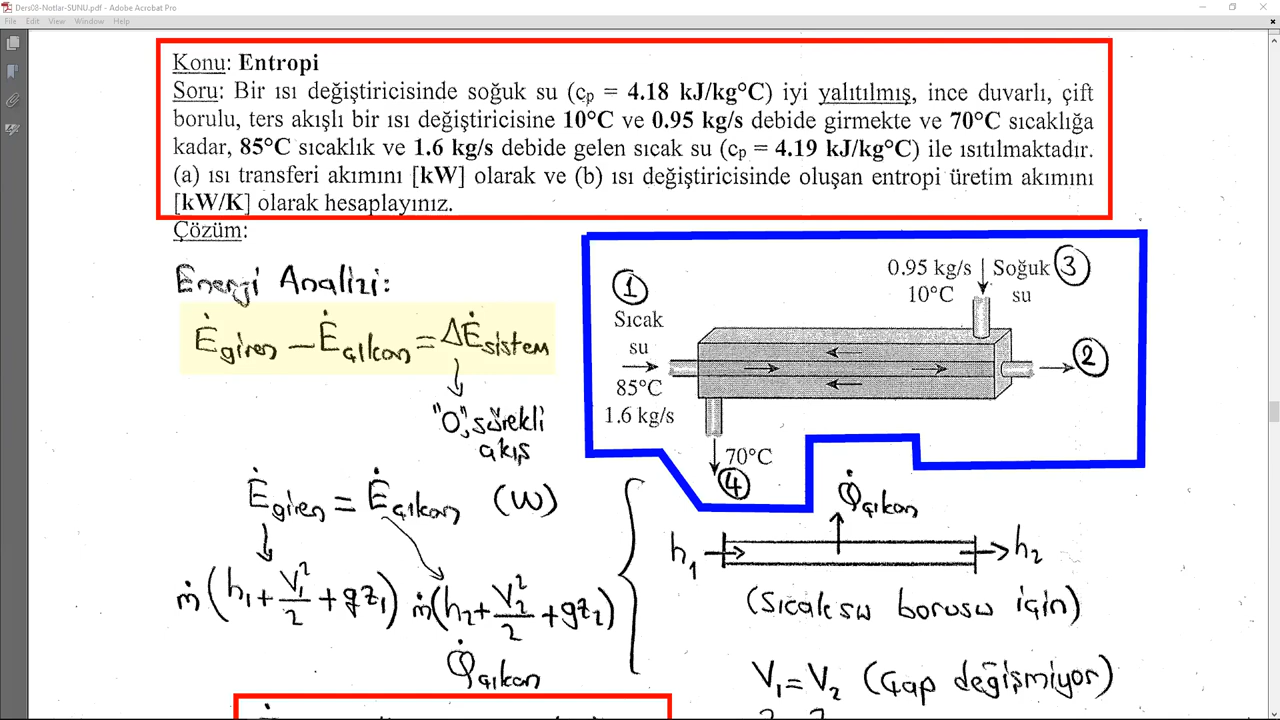 Ders08-Notlar-SUNU.pdf - Adobe Acrobat Pro
File Edit View Window Help
Konu: Entropi
Soru: Bir ısı değiştiricisinde soğuk su (cp = 4.18 kJ/kg°C) iyi yalıtılmış, ince duvarlı, çift
borulu, ters akışlı bir ısı değiştiricisine 10°C ve 0.95 kg/s debide girmekte ve 70°C sıcaklığa
kadar, 85°C sıcaklık ve 1.6 kg/s debide gelen sıcak su (cp = 4.19 kJ/kg°C) ile ısıtılmaktadır.
(a) ısı transferi akımını [kW] olarak ve (b) ısı değiştiricisinde oluşan entropi üretim akımını
[kW/K] olarak hesaplayınız.
Çözüm:
Enerji Analizi:
Ė giren − Ė çıkan = ΔĖ sistem
"0", sürekli
akış
Ė giren = Ė çıkan (W)
ṁ (h1 + V1²/2 + gz1) ṁ (h2 + V2²/2 + gz2)
Q̇ çıkan
1
Sıcak
su
85°C
1.6 kg/s
0.95 kg/s
10°C
Soğuk
su
3
2
70°C
4
Q̇ çıkan
h1
h2
(Sıcak su borusu için)
V1 = V2 (Çap değişmiyor)